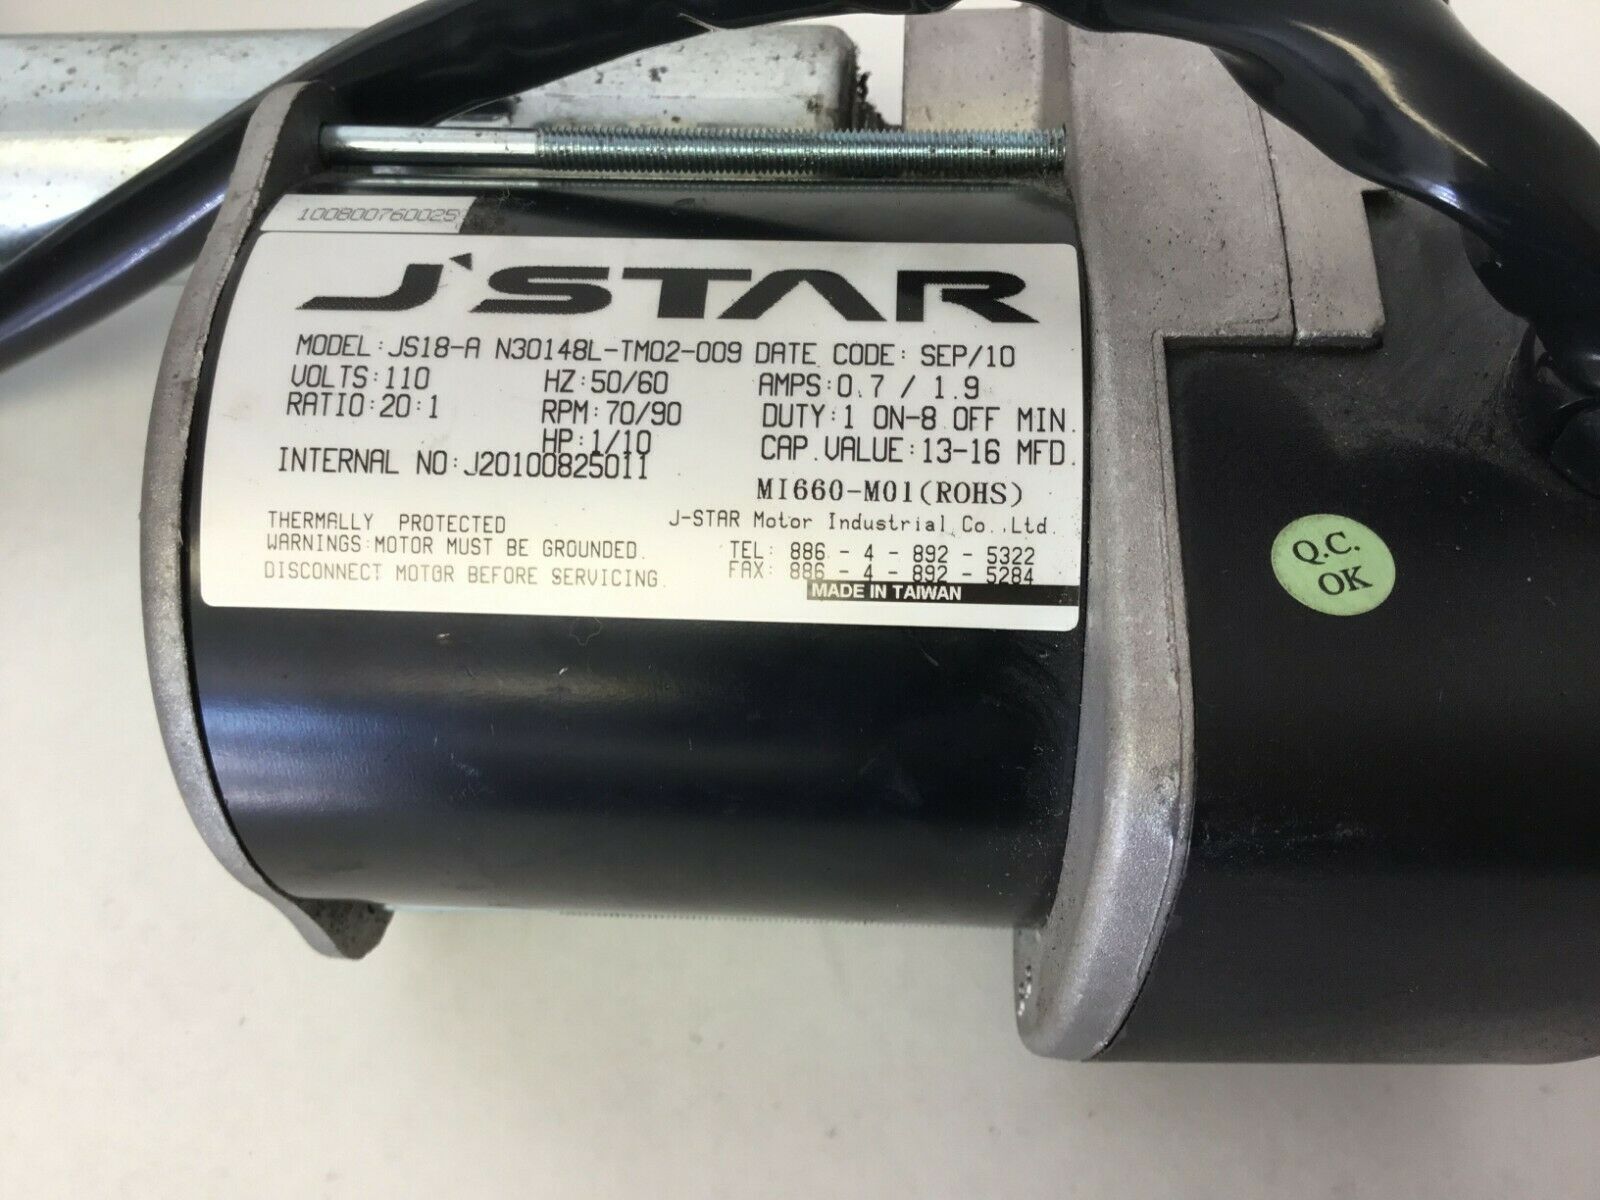 100800760025
J'STAR
MODEL: JS18-A N30148L-TM02-009 DATE CODE: SEP/10
VOLTS: 110 HZ: 50/60 AMPS: 0.7 / 1.9
RATIO: 20:1 RPM: 70/90 DUTY: 1 ON-8 OFF MIN.
HP: 1/10 CAP. VALUE: 13-16 MFD.
INTERNAL NO: J20100825011
MI660-M01(ROHS)
THERMALLY PROTECTED J-STAR Motor Industrial Co.,Ltd.
WARNINGS: MOTOR MUST BE GROUNDED. TEL: 886 - 4 - 892 - 5322
DISCONNECT MOTOR BEFORE SERVICING. FAX: 886 - 4 - 892 - 5284
MADE IN TAIWAN
Q.C.
OK